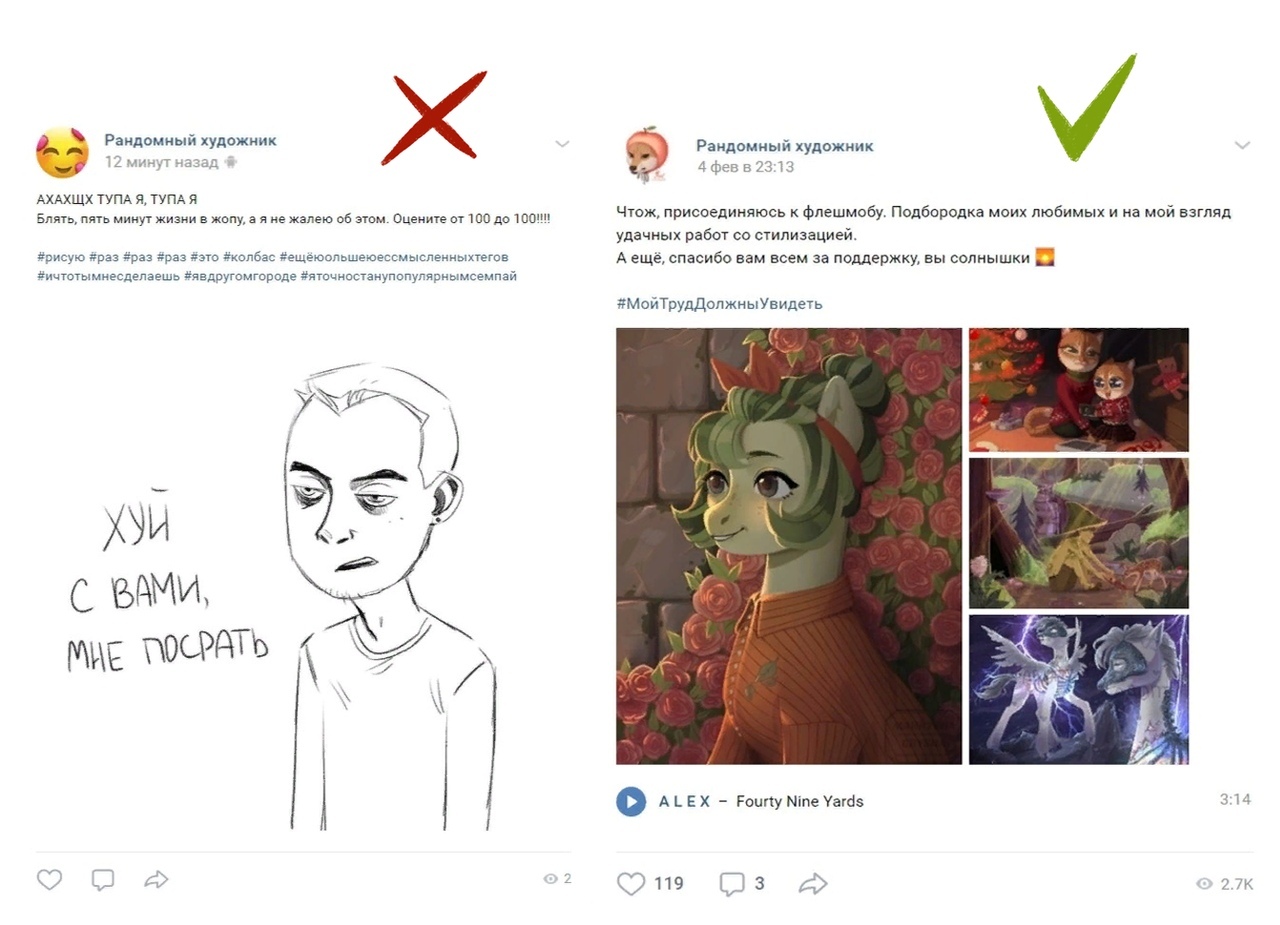 Рандомный художник
12 минут назад
АХАХЩХ ТУПА Я, ТУПА Я
Блять, пять минут жизни в жопу, а я не жалею об этом. Оцените от 100 до 100!!!!
#рисую #раз #раз #раз #это #колбас #ещёюольшеюессмысленныхтегов
#ичтотымнесделаешь #явдругомгороде #яточностанупопулярнымсемпай
ХУЙ
С ВАМИ,
МНЕ ПОСРАТЬ
2
Рандомный художник
4 фев в 23:13
Чтож, присоединяюсь к флешмобу. Подбородка моих любимых и на мой взгляд
удачных работ со стилизацией.
А ещё, спасибо вам всем за поддержку, вы солнышки
#МойТрудДолжныУвидеть
ALEX – Fourty Nine Yards
3:14
119
3
2.7K